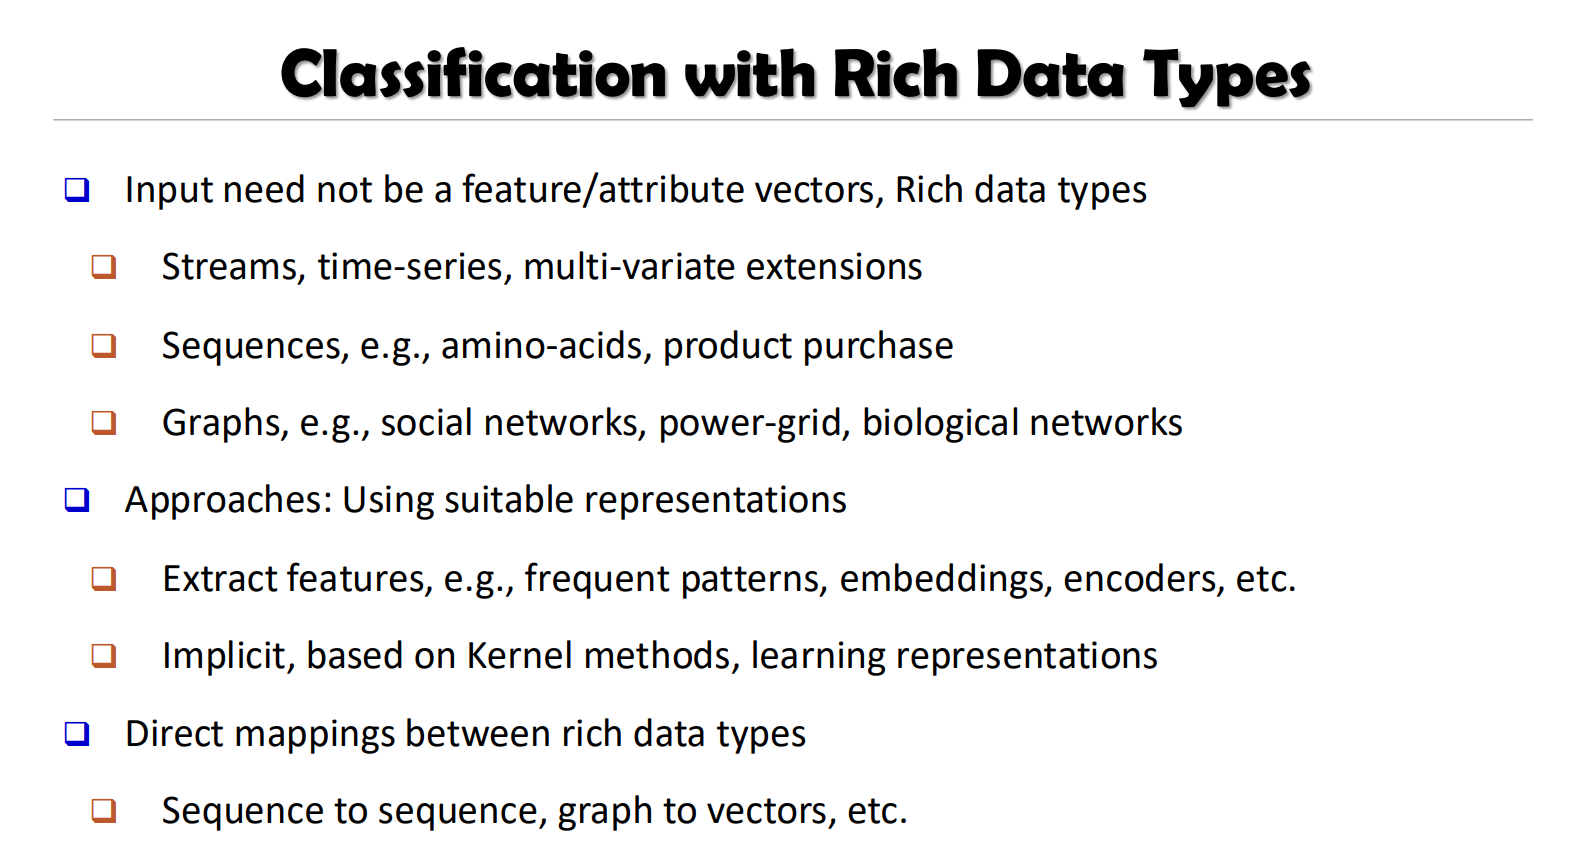 Classification with Rich Data Types
Input need not be a feature/attribute vectors, Rich data types
Streams, time-series, multi-variate extensions
Sequences, e.g., amino-acids, product purchase
Graphs, e.g., social networks, power-grid, biological networks
Approaches: Using suitable representations
Extract features, e.g., frequent patterns, embeddings, encoders, etc.
Implicit, based on Kernel methods, learning representations
Direct mappings between rich data types
Sequence to sequence, graph to vectors, etc.